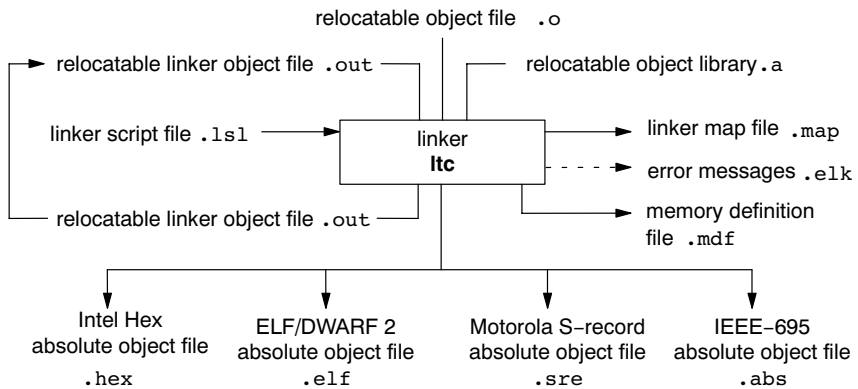 relocatable object file .o
relocatable linker object file .out
relocatable object library.a
linker script file .lsl
linker
ltc
linker map file .map
error messages .elk
relocatable linker object file .out
memory definition
file .mdf
Intel Hex
absolute object file
.hex
ELF/DWARF 2
absolute object file
.elf
Motorola S−record
absolute object file
.sre
IEEE−695
absolute object file
.abs